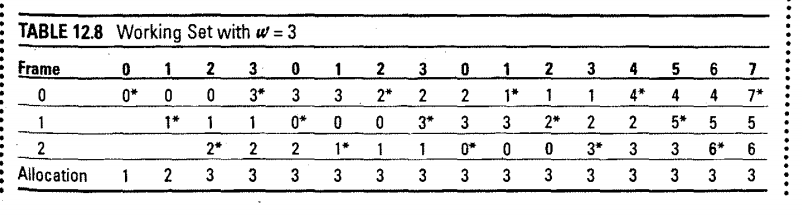 TABLE 12.8 Working Set with w = 3
Frame 0 1 2 3 0 1 2 3 0 1 2 3 4 5 6 7
0 0* 0 0 3* 3 3 2* 2 2 1* 1 1 4* 4 4 7*
1 1* 1 1 0* 0 0 3* 3 3 2* 2 2 5* 5 5
2 2* 2 2 1* 1 1 0* 0 0 3* 3 3 6* 6
Allocation 1 2 3 3 3 3 3 3 3 3 3 3 3 3 3 3